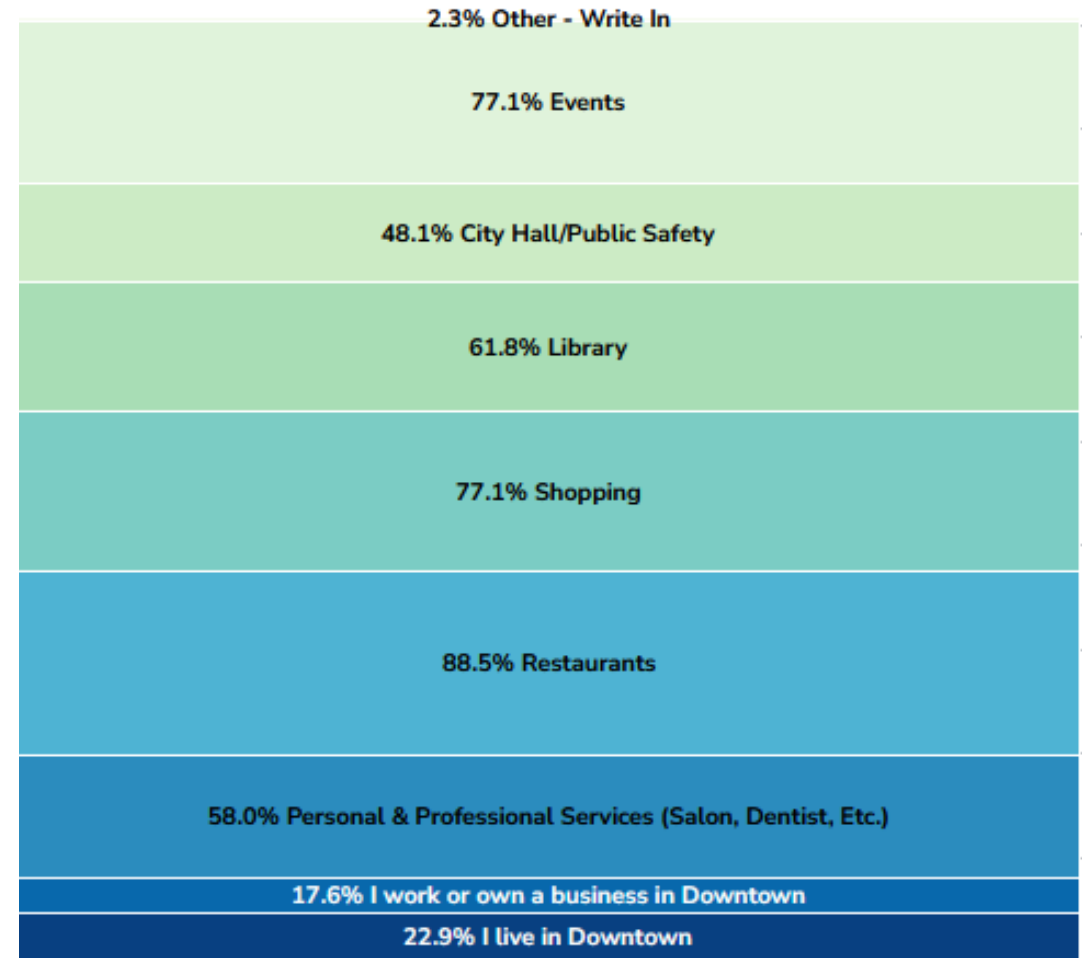 2.3% Other - Write In
77.1% Events
48.1% City Hall/Public Safety
61.8% Library
77.1% Shopping
88.5% Restaurants
58.0% Personal & Professional Services (Salon, Dentist, Etc.)
17.6% I work or own a business in Downtown
22.9% I live in Downtown